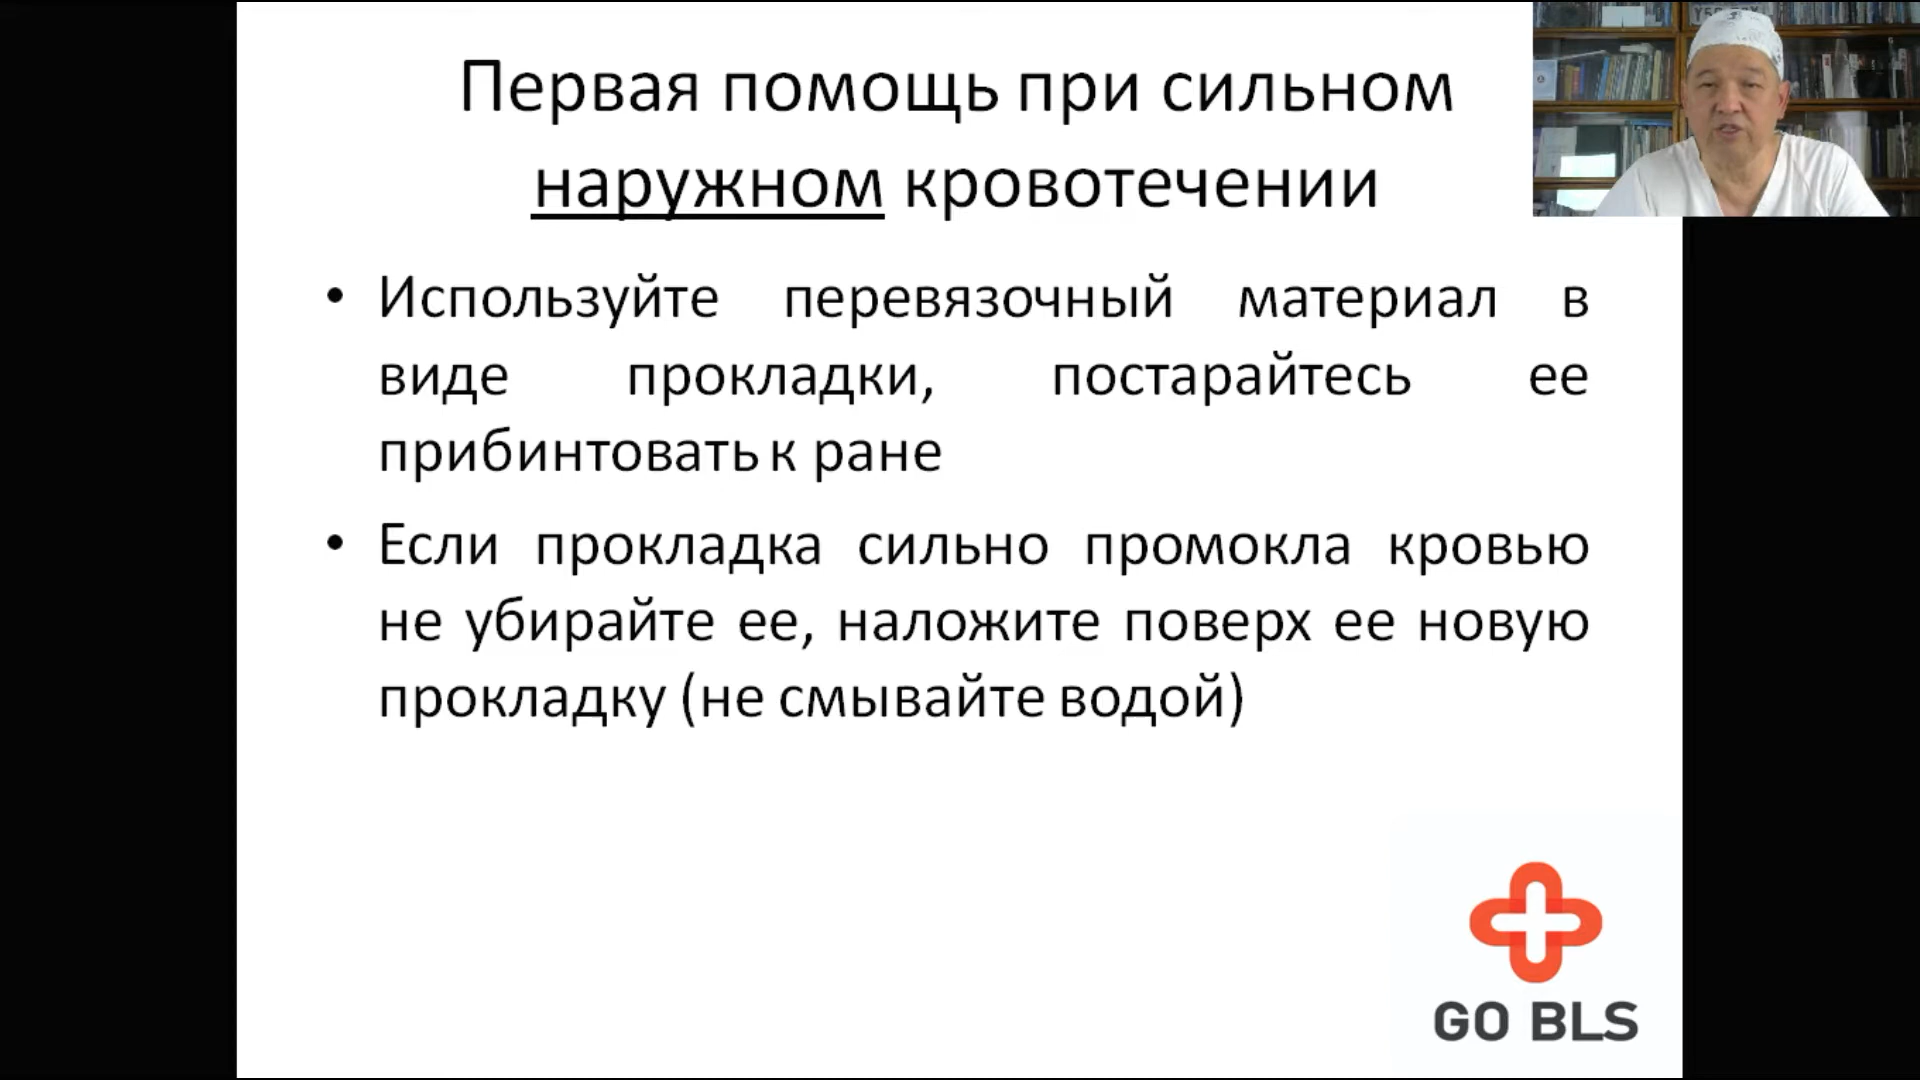 Первая помощь при сильном
наружном кровотечении
• Используйте перевязочный материал в
виде прокладки, постарайтесь ее
прибинтовать к ране
• Если прокладка сильно промокла кровью
не убирайте ее, наложите поверх ее новую
прокладку (не смывайте водой)
GO BLS